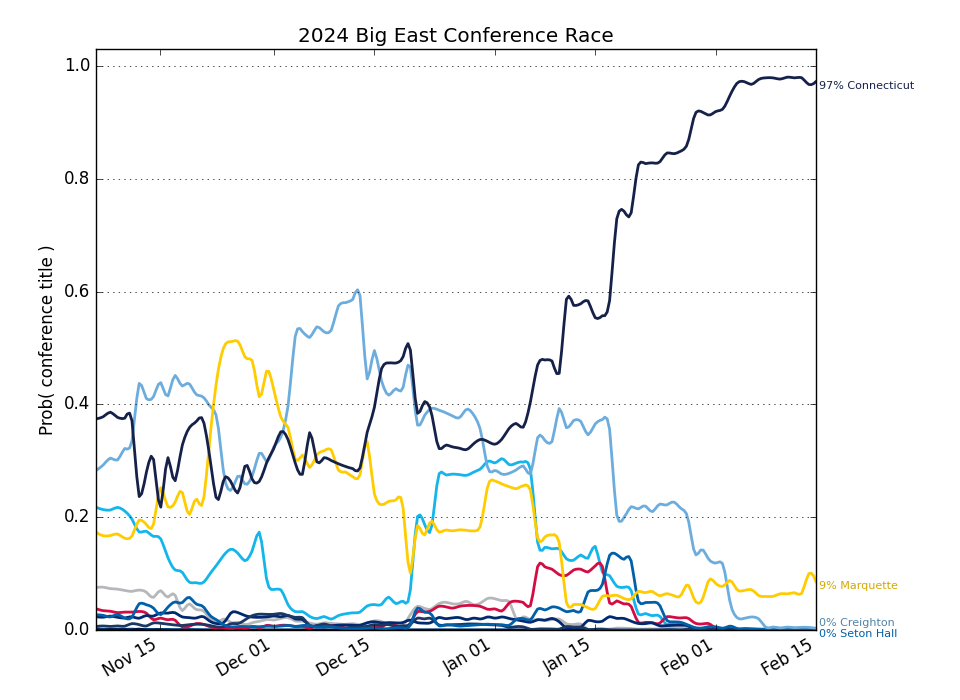 2024 Big East Conference Race
Prob( conference title )
1.0
0.8
0.6
0.4
0.2
0.0
97% Connecticut
9% Marquette
0% Creighton
0% Seton Hall
Nov 15
Dec 01
Dec 15
Jan 01
Jan 15
Feb 01
Feb 15